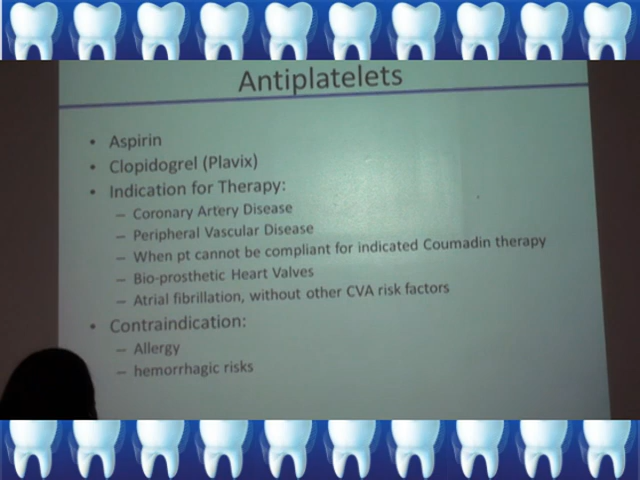 Antiplatelets
• Aspirin
• Clopidogrel (Plavix)
• Indication for Therapy:
– Coronary Artery Disease
– Peripheral Vascular Disease
– When pt cannot be compliant for indicated Coumadin therapy
– Bio-prosthetic Heart Valves
– Atrial fibrillation, without other CVA risk factors
• Contraindication:
– Allergy
– hemorrhagic risks